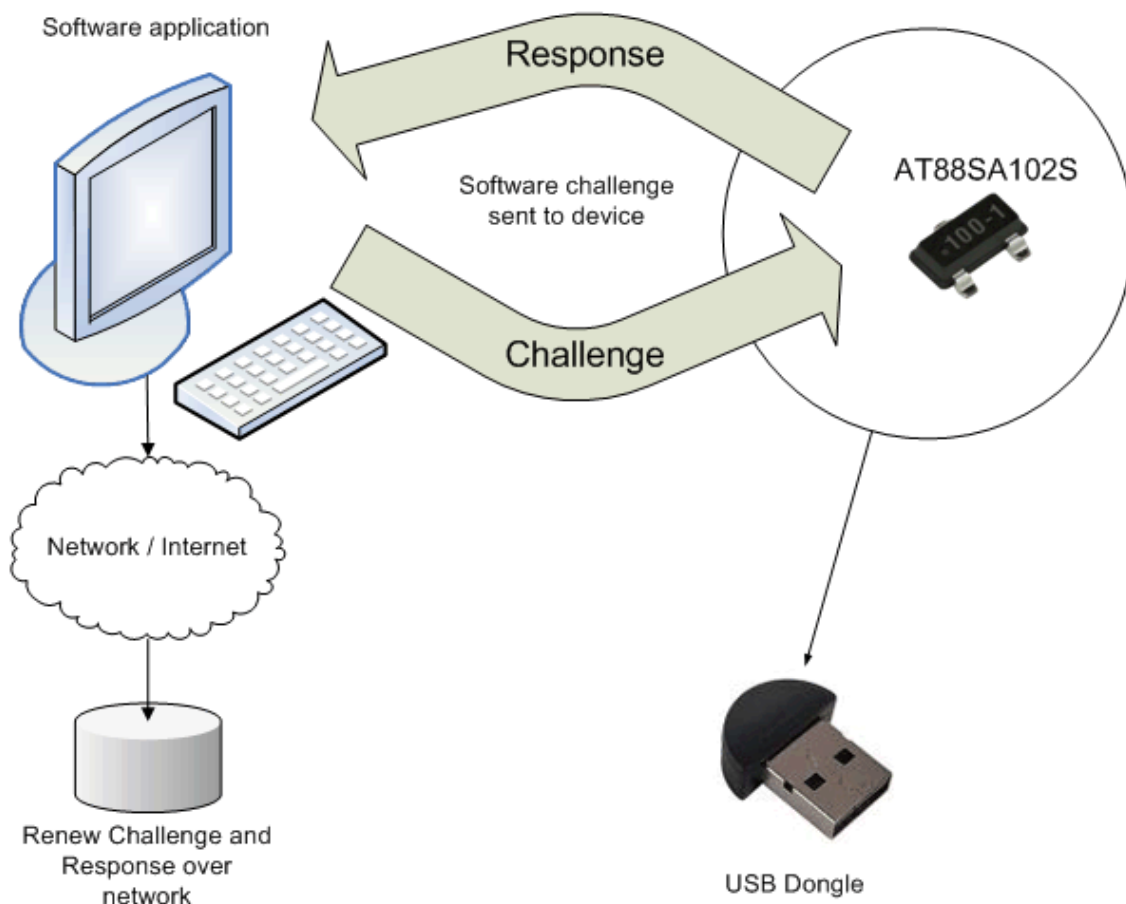 Software application
Response
Software challenge
sent to device
AT88SA102S
100-1
Challenge
Network / Internet
Renew Challenge and
Response over
network
USB Dongle